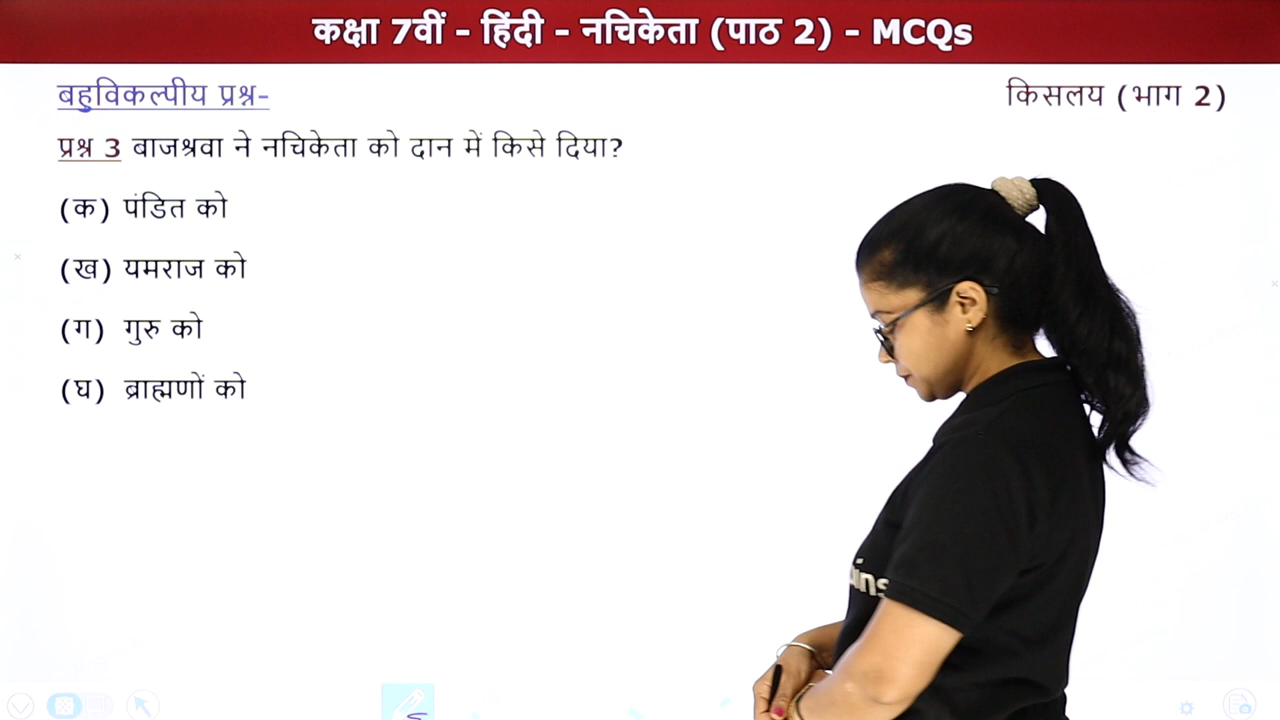 कक्षा 7वीं - हिंदी - नचिकेता (पाठ 2) - MCQs
बहुविकल्पीय प्रश्न-
किसलय (भाग 2)
प्रश्न 3 बाजश्रवा ने नचिकेता को दान में किसे दिया?
(क) पंडित को
(ख) यमराज को
(ग) गुरु को
(घ) ब्राह्मणों को